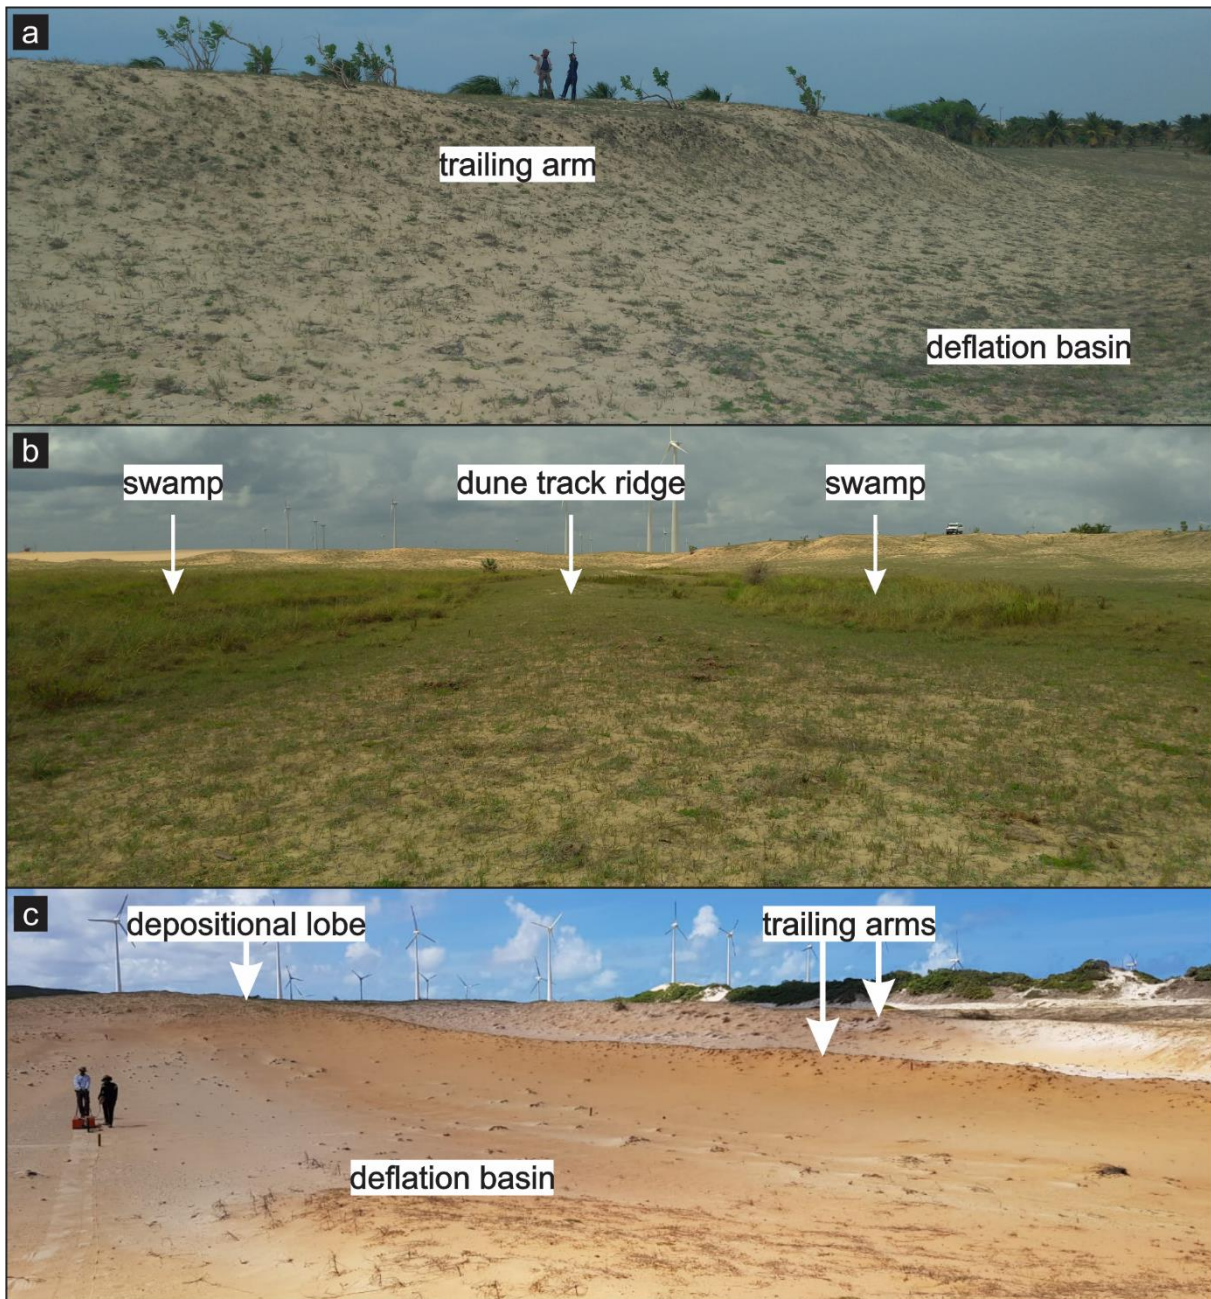 a
trailing arm
deflation basin
b
swamp
dune track ridge
swamp
c
depositional lobe
trailing arms
deflation basin